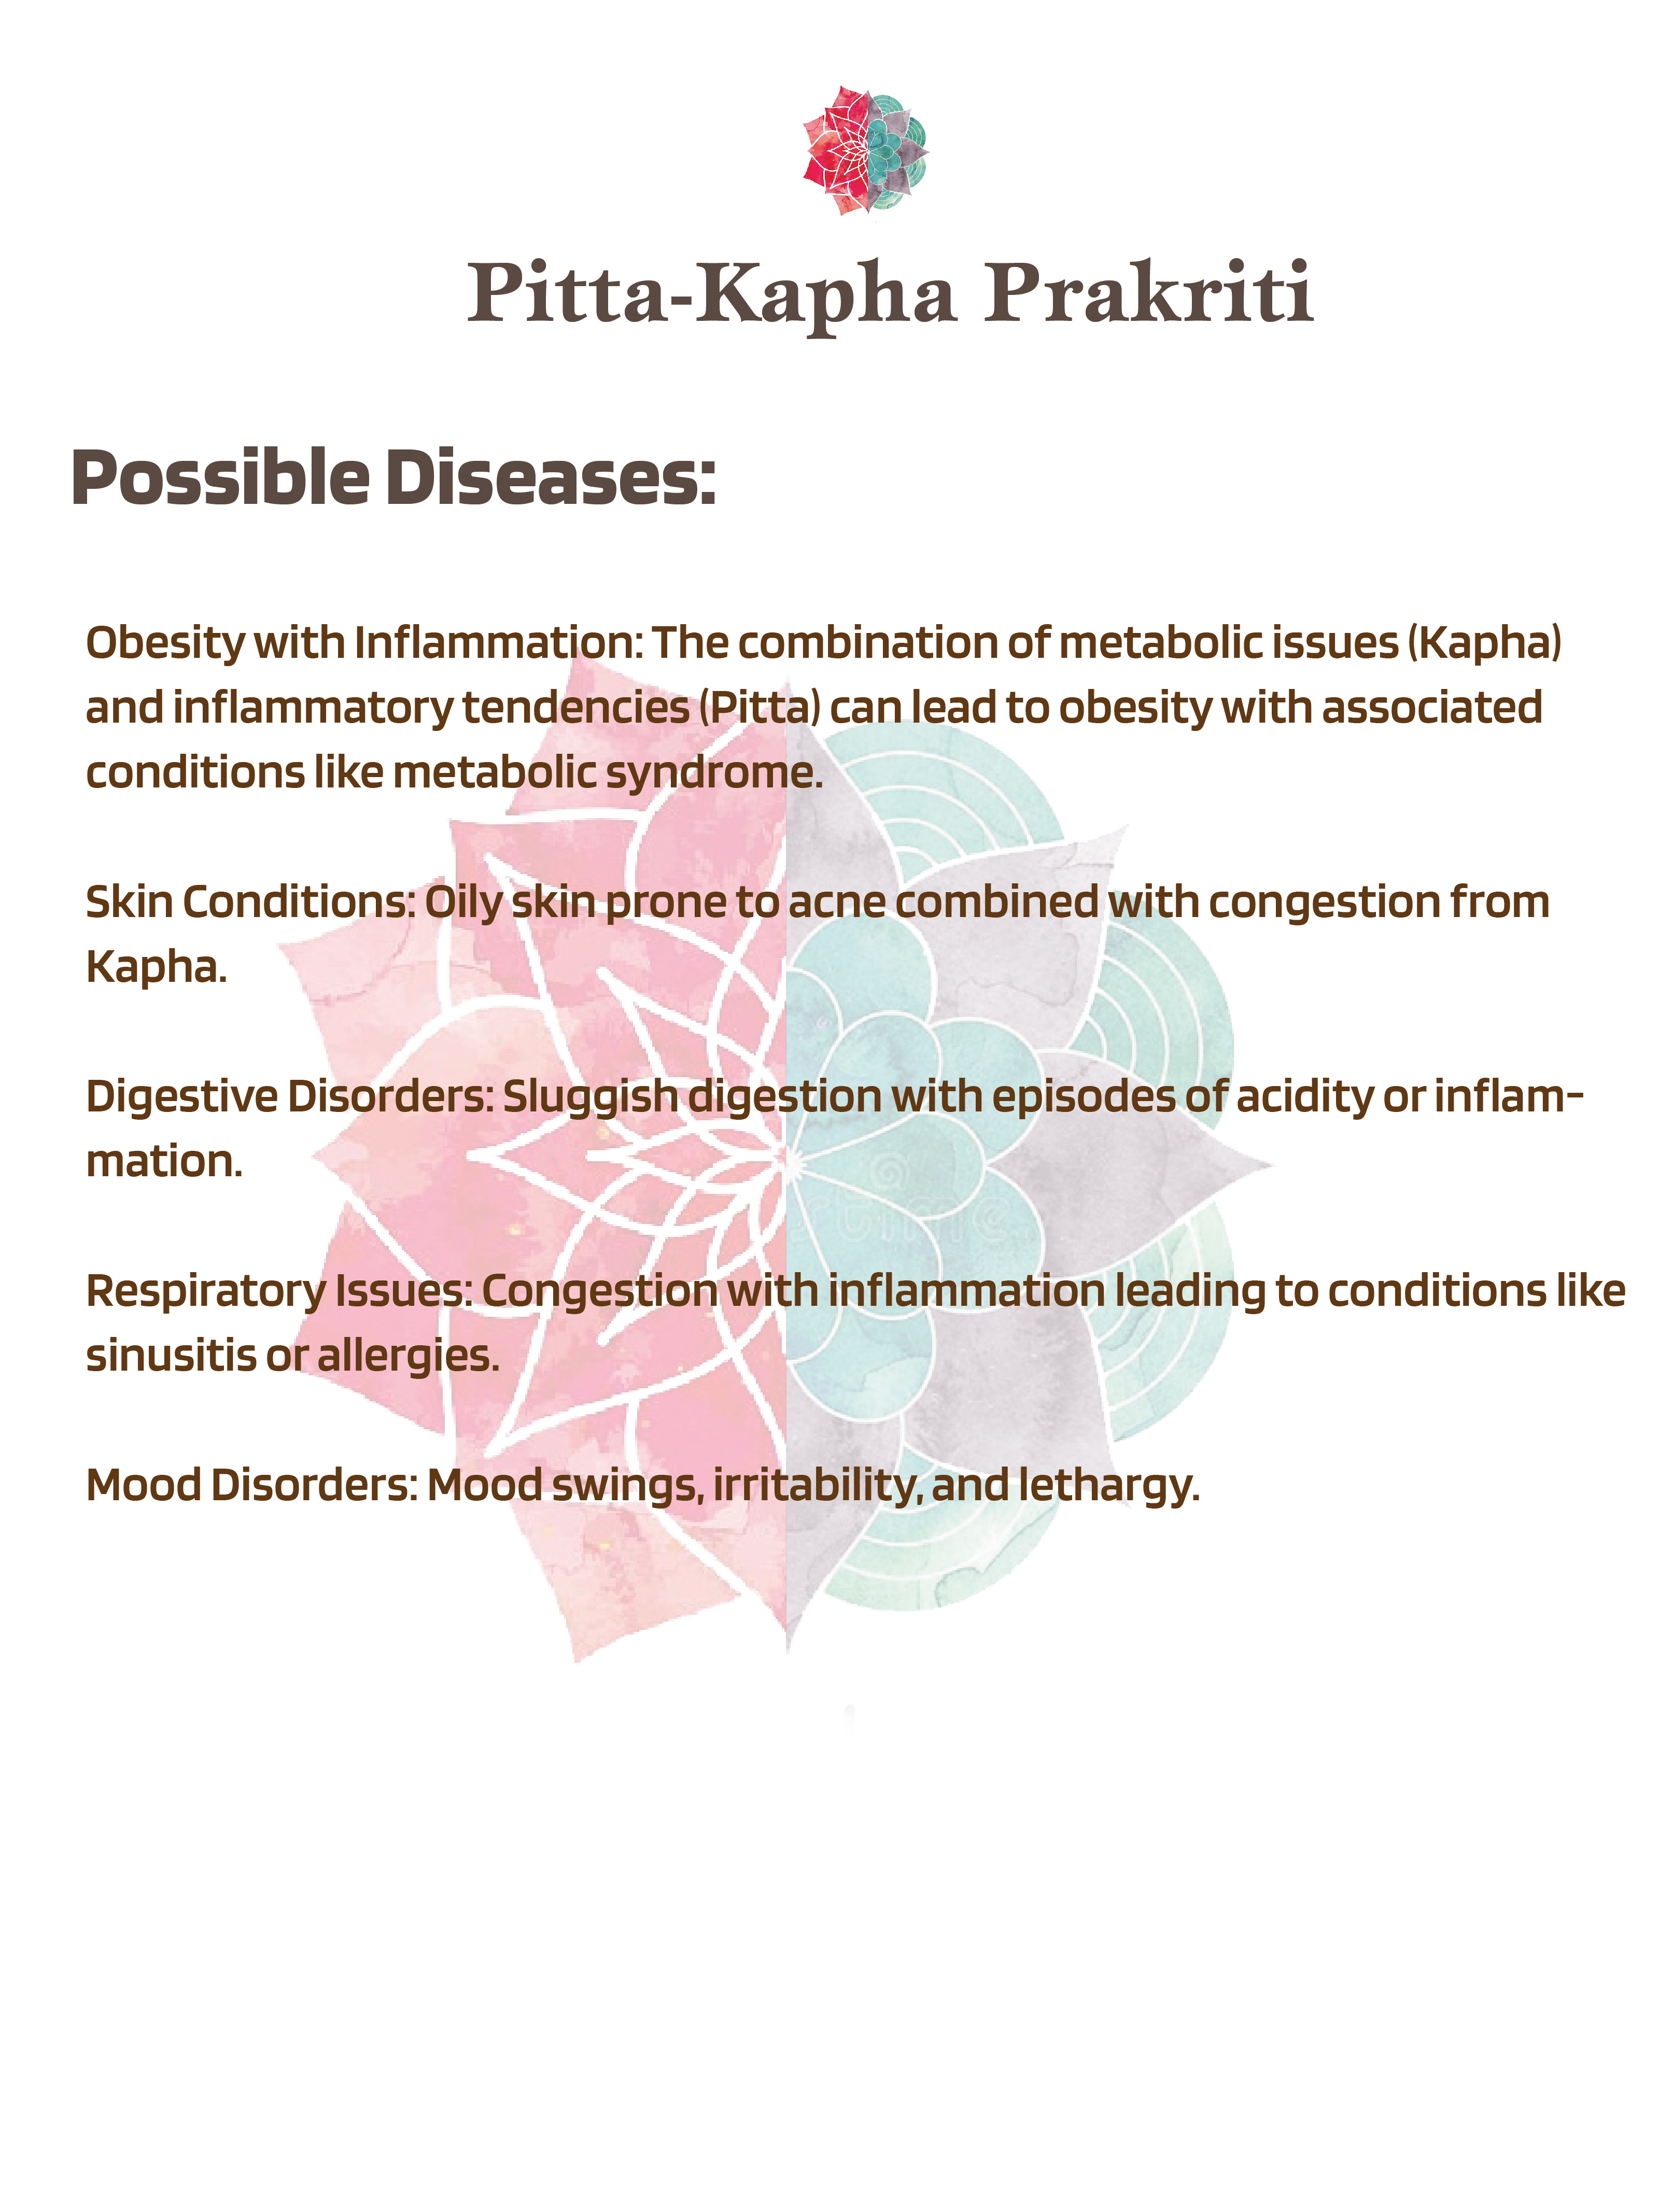 Pitta-Kapha Prakriti
Possible Diseases:
Obesity with Inflammation: The combination of metabolic issues (Kapha)
and inflammatory tendencies (Pitta) can lead to obesity with associated
conditions like metabolic syndrome.
Skin Conditions: Oily skin prone to acne combined with congestion from
Kapha.
Digestive Disorders: Sluggish digestion with episodes of acidity or inflam-
mation.
Respiratory Issues: Congestion with inflammation leading to conditions like
sinusitis or allergies.
Mood Disorders: Mood swings, irritability, and lethargy.